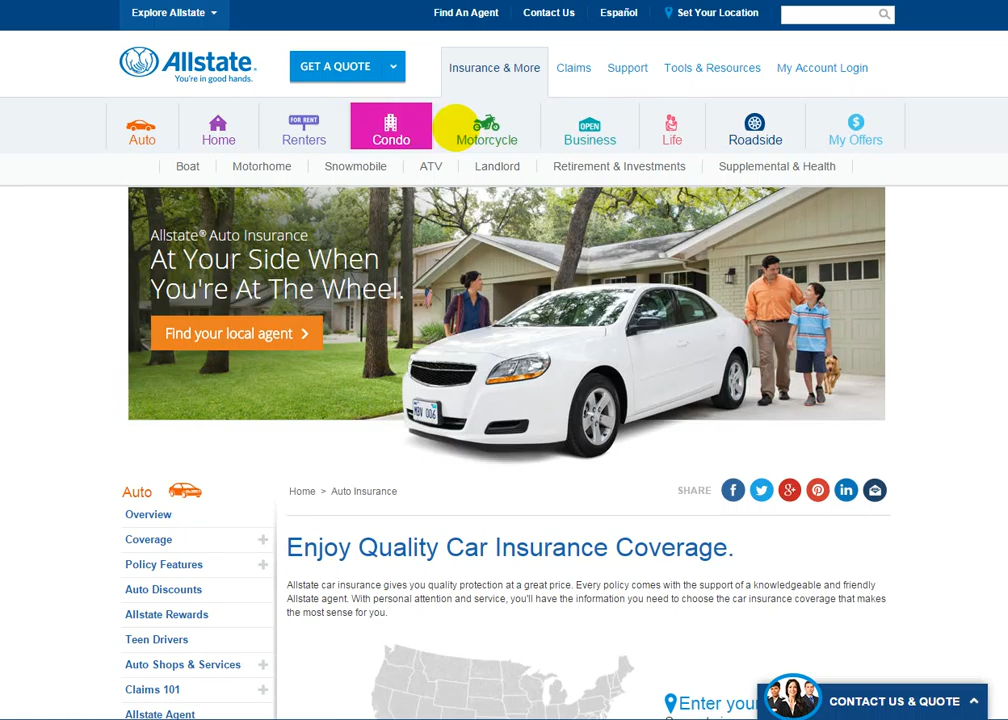 Explore Allstate
Find An Agent
Contact Us
Español
Set Your Location
Allstate.
You're in good hands.
GET A QUOTE
Insurance & More
Claims
Support
Tools & Resources
My Account Login
Auto
Home
FOR RENT
Renters
Condo
Motorcycle
OPEN
Business
Life
Roadside
$
My Offers
Boat
Motorhome
Snowmobile
ATV
Landlord
Retirement & Investments
Supplemental & Health
Allstate® Auto Insurance
At Your Side When
You're At The Wheel.
Find your local agent
Auto
Overview
Coverage
Policy Features
Auto Discounts
Allstate Rewards
Teen Drivers
Auto Shops & Services
Claims 101
Allstate Agent
Home > Auto Insurance
SHARE
Enjoy Quality Car Insurance Coverage.
Allstate car insurance gives you quality protection at a great price. Every policy comes with the support of a knowledgeable and friendly
Allstate agent. With personal attention and service, you'll have the information you need to choose the car insurance coverage that makes
the most sense for you.
Enter your
CONTACT US & QUOTE